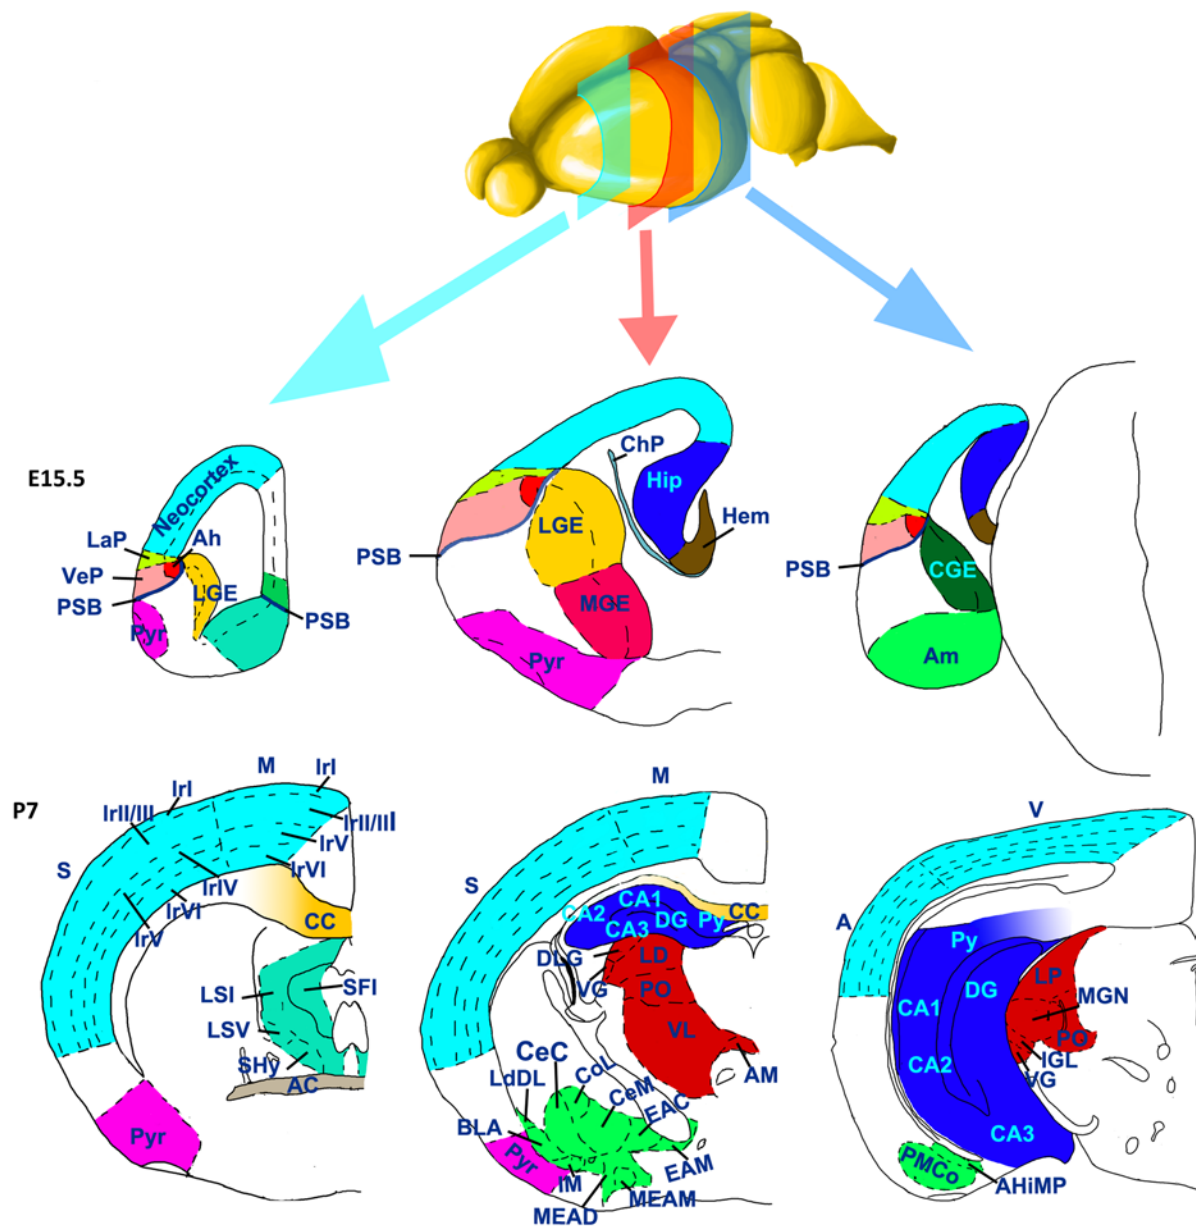 E15.5
Neocortex
LaP
Ah
VeP
LGE
PSB
PSB
Pyr
ChP
Hip
LGE
Hem
PSB
MGE
Pyr
PSB
CGE
Am
P7
M
IrI
IrI
IrII/III
IrII/III
IrV
S
IrVI
IrIV
IrVI
IrV
CC
LSI
SFI
LSV
SHy
AC
Pyr
M
S
CA1
CA2
DG
Py
CC
CA3
DLG
LD
VG
PO
VL
AM
CeC
CoL
LdDL
CeM
EAC
BLA
Pyr
IM
EAM
MEAM
MEAD
V
A
Py
LP
DG
MGN
CA1
PO
IGL
CA2
VG
CA3
PMCo
AHiMP